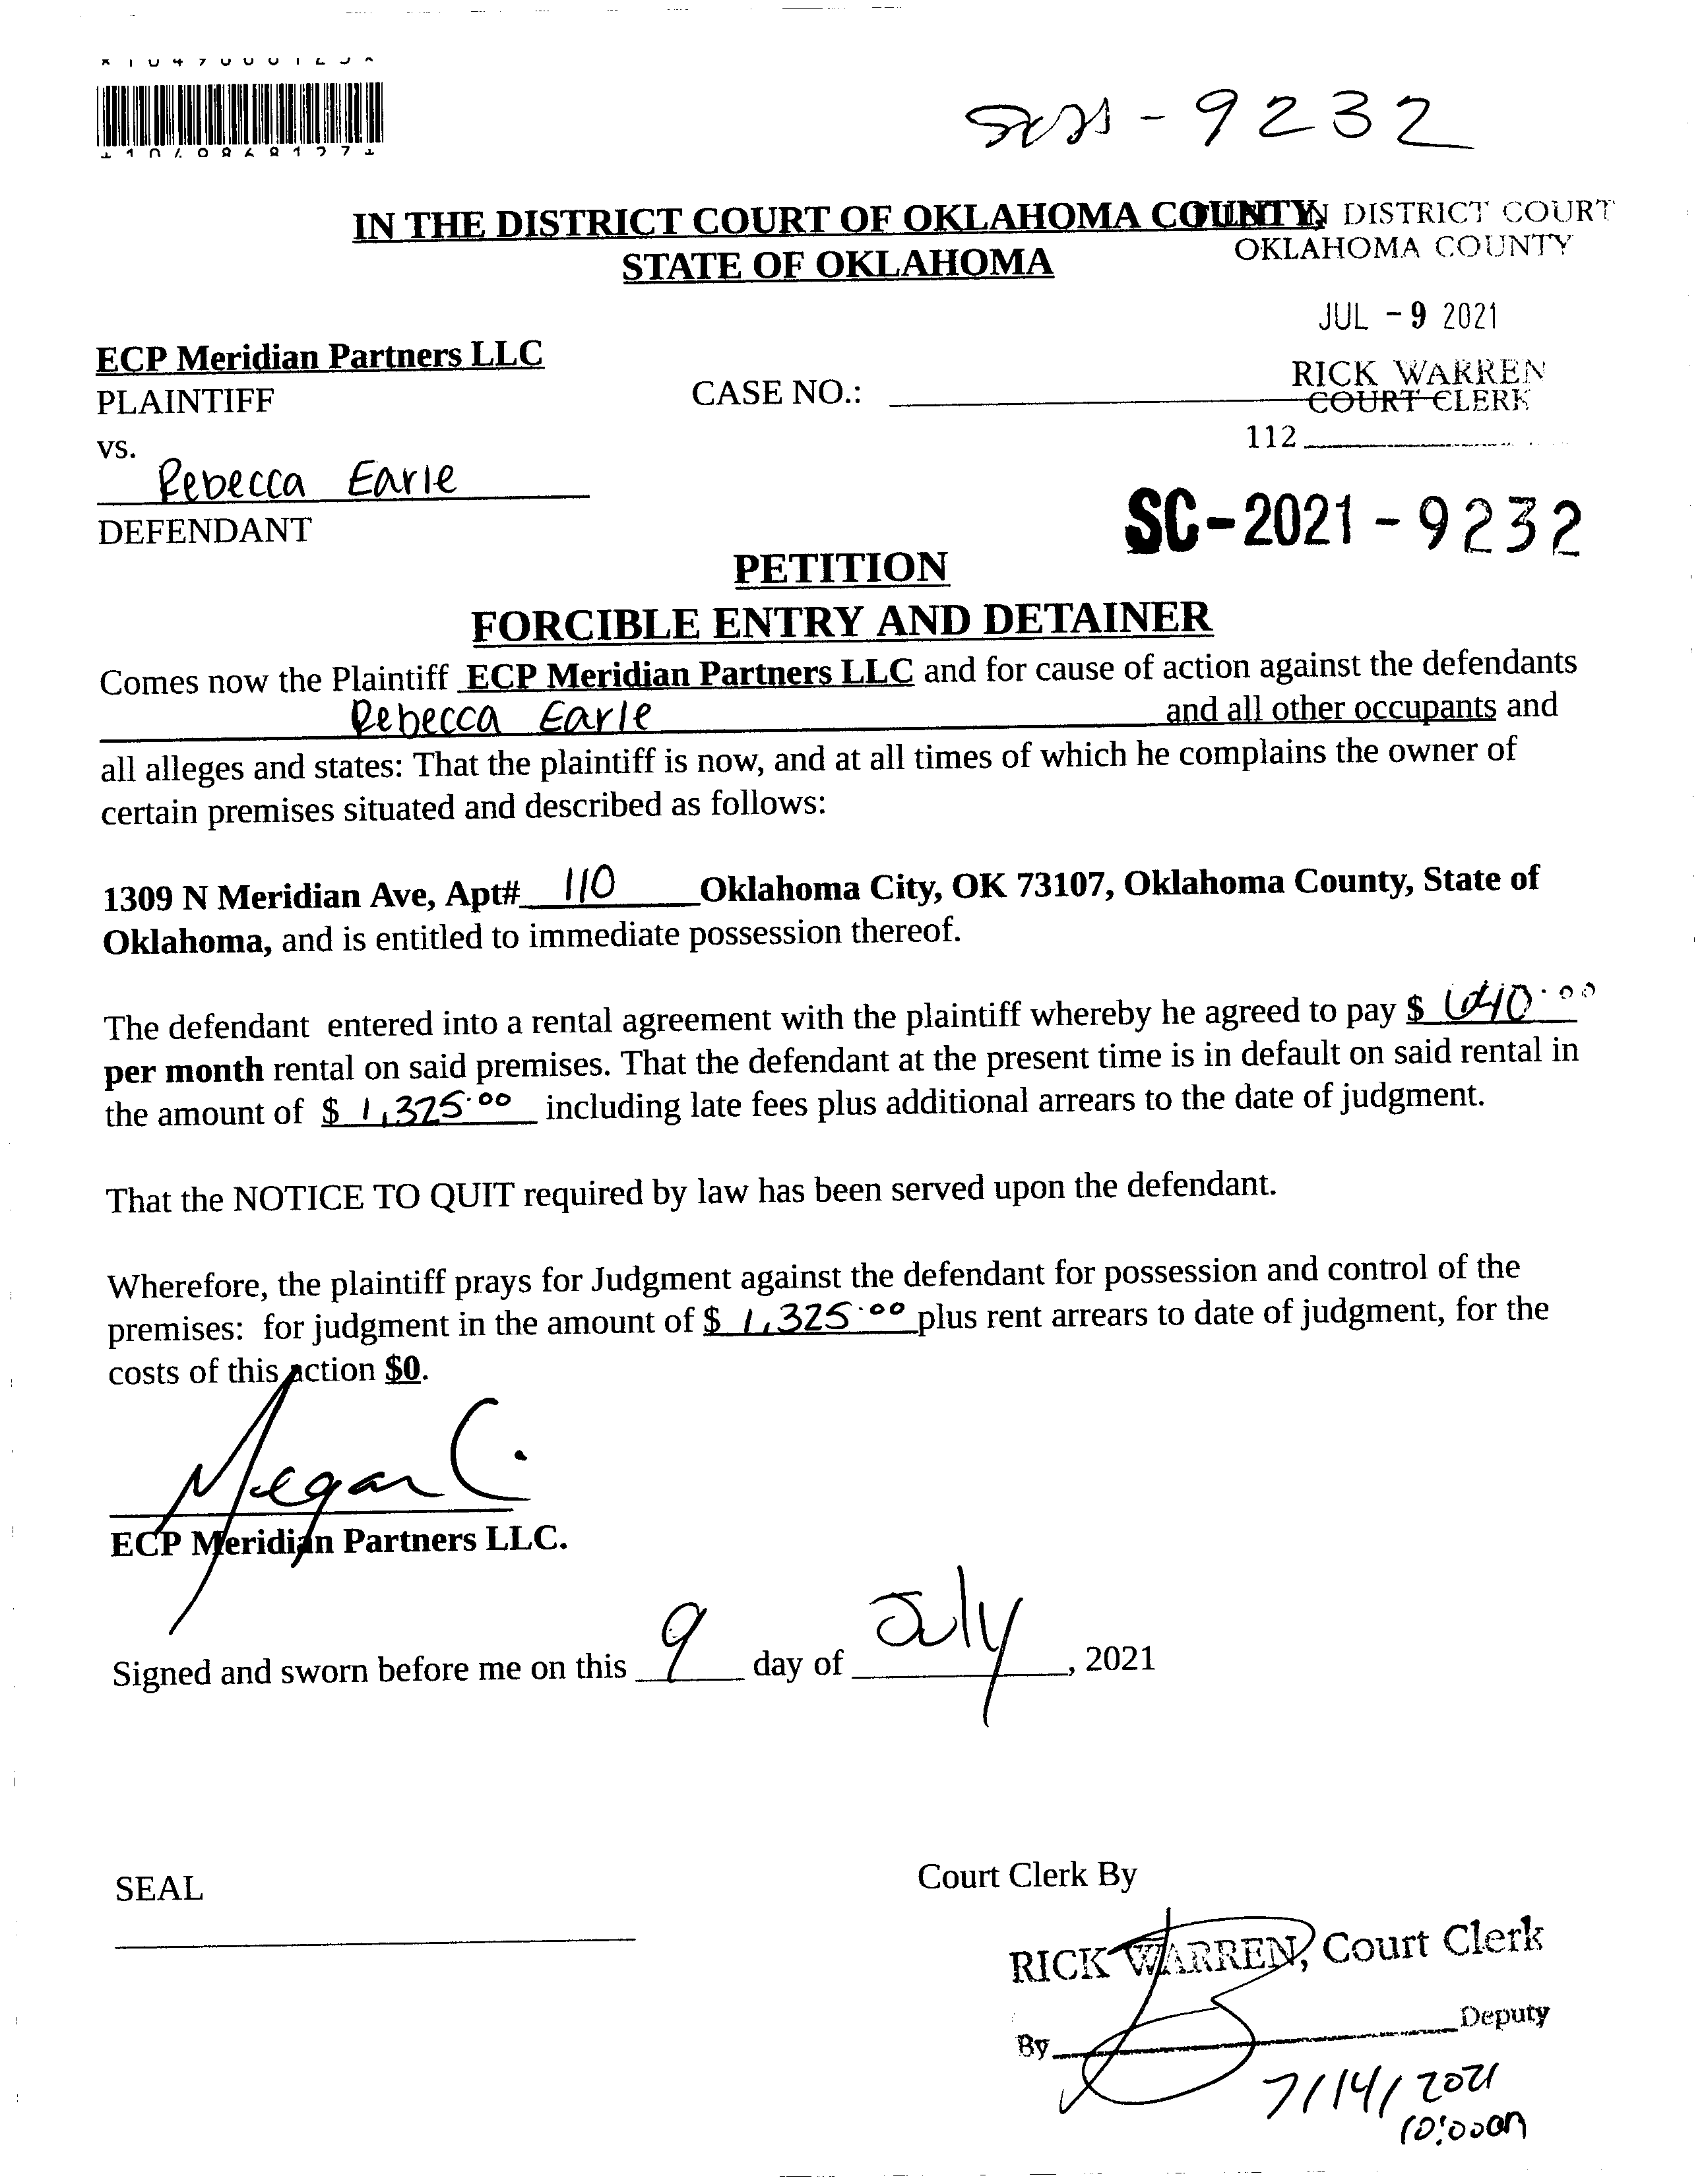 - 9232
IN THE DISTRICT COURT OF OKLAHOMA COUNTY,
STATE OF OKLAHOMA
IN DISTRICT COURT
OKLAHOMA COUNTY
JUL - 9 2021
RICK WARREN
COURT CLERK
112
ECP Meridian Partners LLC
PLAINTIFF
CASE NO.:
vs.
Rebecca Earle
DEFENDANT
SC-2021-9232
PETITION
FORCIBLE ENTRY AND DETAINER
Comes now the Plaintiff ECP Meridian Partners LLC and for cause of action against the defendants
Rebecca Earle and all other occupants and
all alleges and states: That the plaintiff is now, and at all times of which he complains the owner of
certain premises situated and described as follows:
1309 N Meridian Ave, Apt# 110 Oklahoma City, OK 73107, Oklahoma County, State of
Oklahoma, and is entitled to immediate possession thereof.
The defendant entered into a rental agreement with the plaintiff whereby he agreed to pay $ 640.00
per month rental on said premises. That the defendant at the present time is in default on said rental in
the amount of $ 1,325.00 including late fees plus additional arrears to the date of judgment.
That the NOTICE TO QUIT required by law has been served upon the defendant.
Wherefore, the plaintiff prays for Judgment against the defendant for possession and control of the
premises: for judgment in the amount of $ 1,325.00 plus rent arrears to date of judgment, for the
costs of this action $0.
Megan C.
ECP Meridian Partners LLC.
Signed and sworn before me on this 9 day of July, 2021
SEAL
Court Clerk By
RICK WARREN, Court Clerk
By Deputy
7/14/2021
10:00am